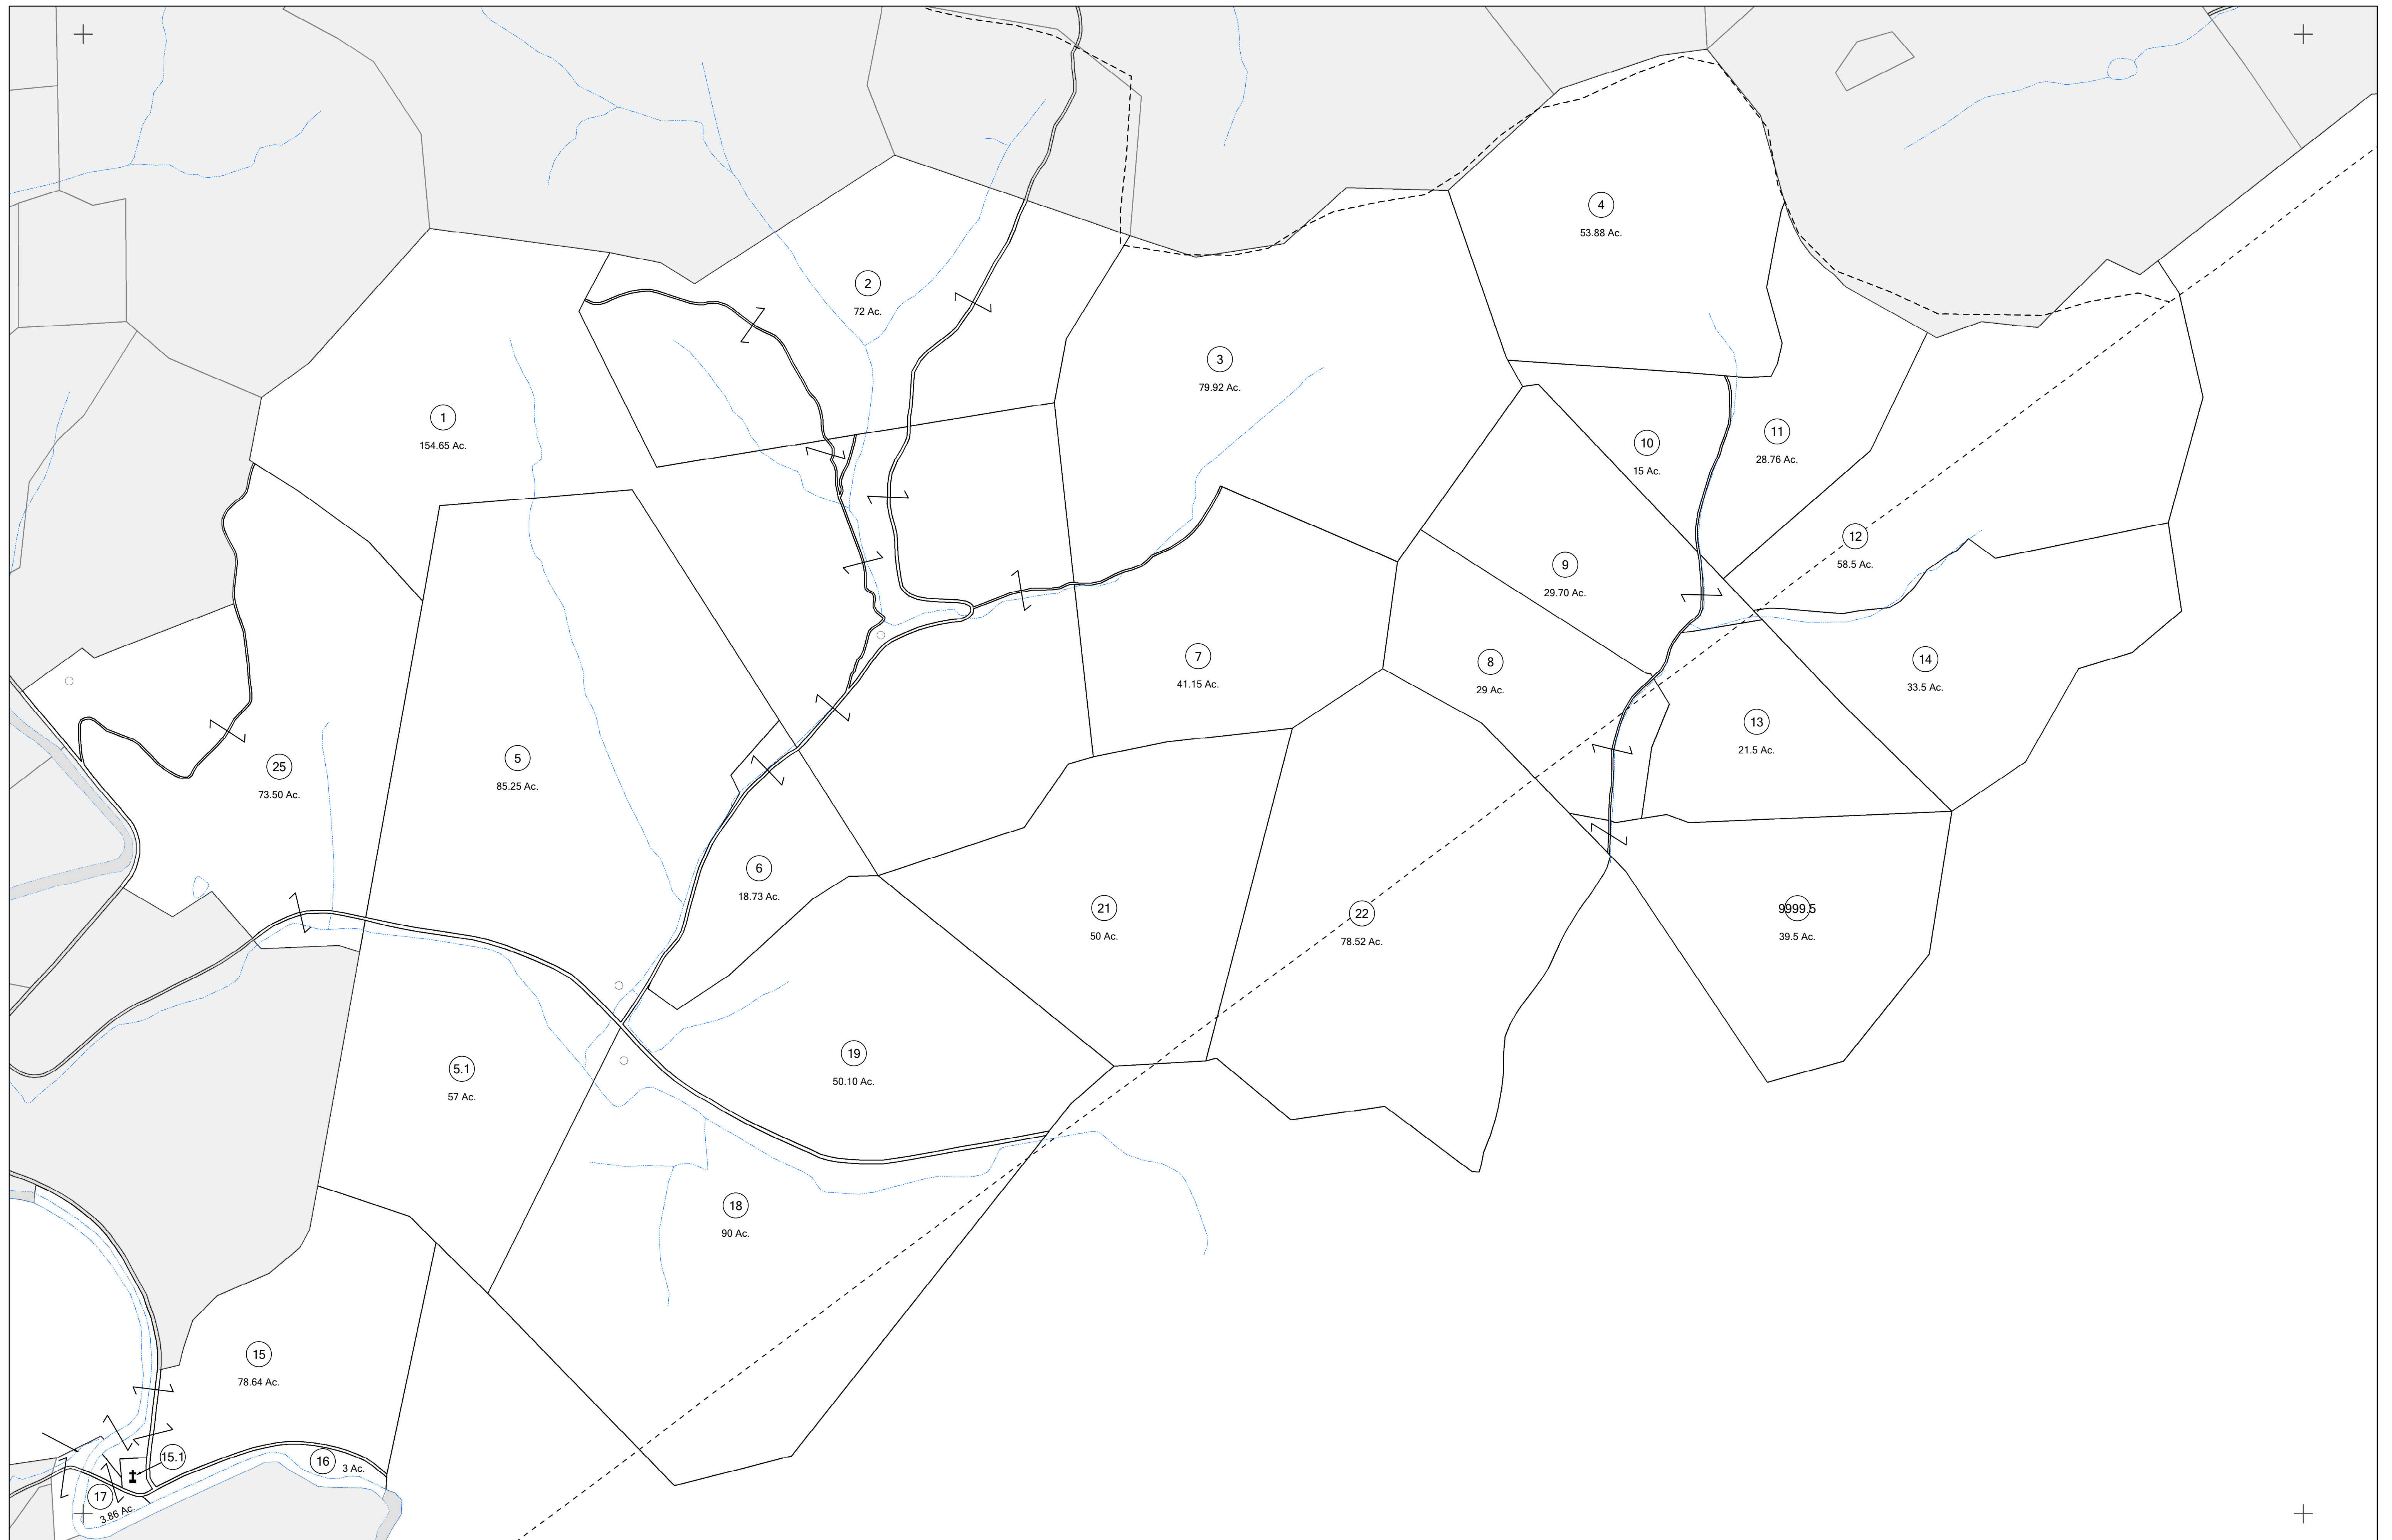 4
53.88 Ac.
2
72 Ac.
3
79.92 Ac.
1
154.65 Ac.
10
15 Ac.
11
28.76 Ac.
12
58.5 Ac.
9
29.70 Ac.
7
41.15 Ac.
8
29 Ac.
14
33.5 Ac.
13
21.5 Ac.
25
73.50 Ac.
5
85.25 Ac.
6
18.73 Ac.
21
50 Ac.
22
78.52 Ac.
9999.5
39.5 Ac.
5.1
57 Ac.
19
50.10 Ac.
18
90 Ac.
15
78.64 Ac.
15.1
16
3 Ac.
17
3.86 Ac.